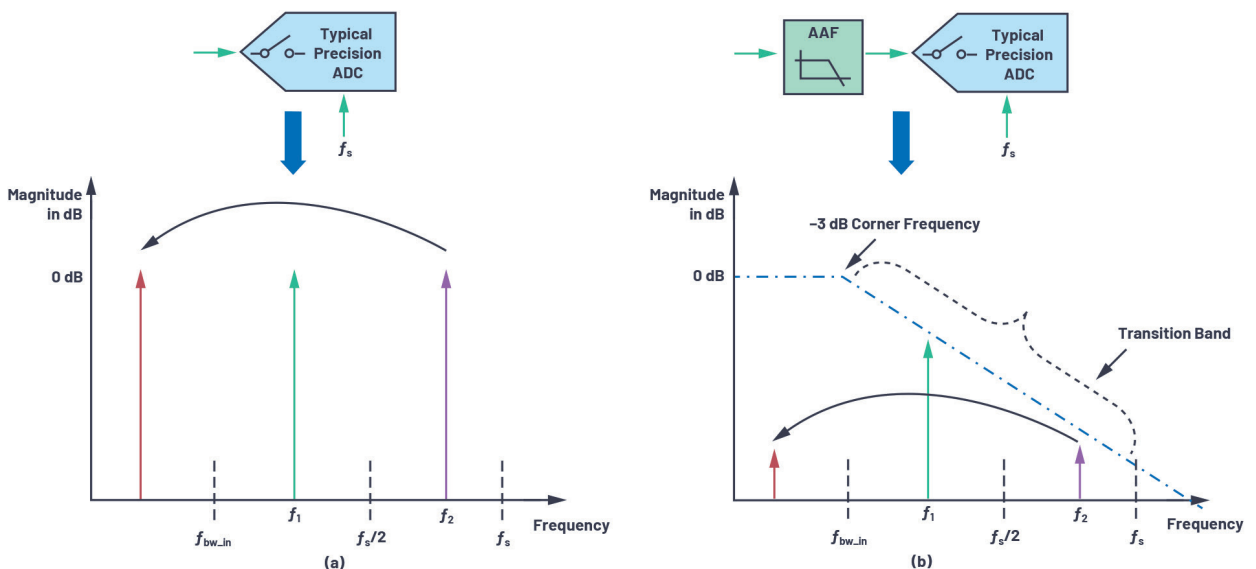 Typical
Precision
ADC
fs
Magnitude
in dB
0 dB
f1
f2
Frequency
fbw_in
fs/2
fs
(a)
AAF
Typical
Precision
ADC
fs
Magnitude
in dB
–3 dB Corner Frequency
0 dB
Transition Band
f1
f2
Frequency
fbw_in
fs/2
fs
(b)